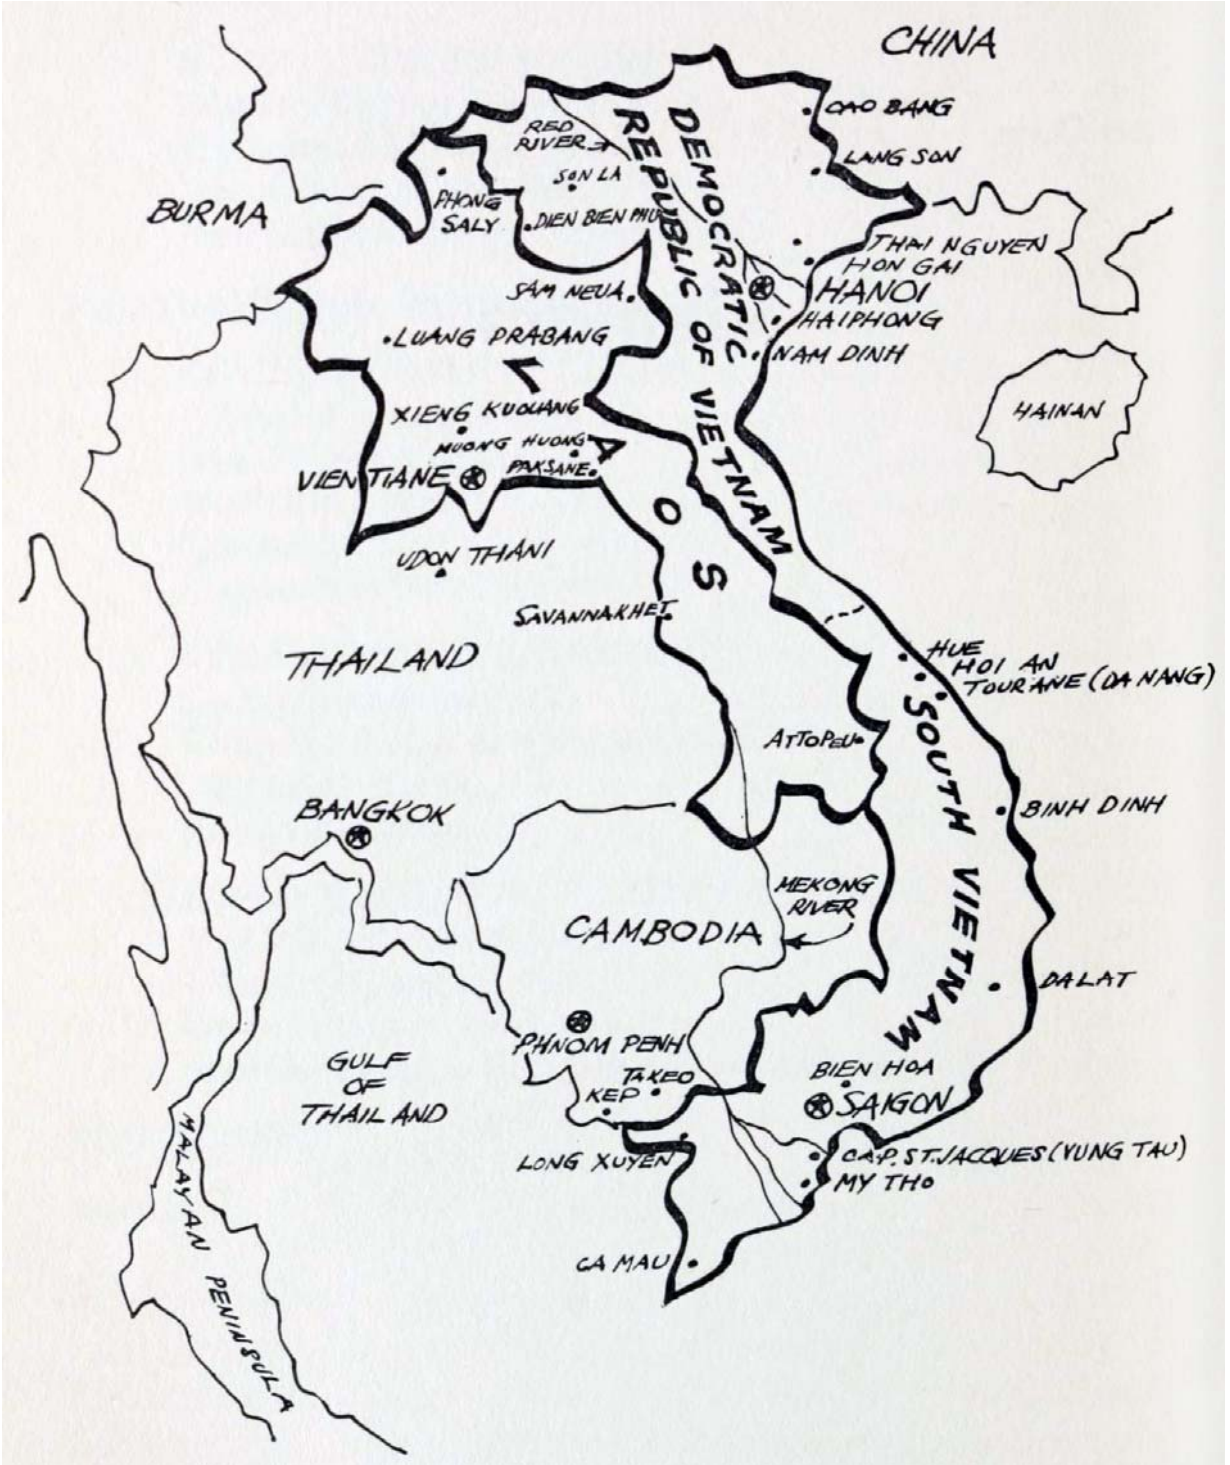 CHINA
CAO BANG
RED
RIVER
DEMOCRATIC
REPUBLIC OF VIETNAM
LANG SON
SON LA
BURMA
PHONG
SALY
DIEN BIEN PHU
THAI NGUYEN
HON GAI
HANOI
SAM NEUA
HAIPHONG
LUANG PRABANG
NAM DINH
LAOS
HAINAN
XIENG KUOUANG
MUONG HUONG
VIENTIANE
PAKSANE
UDON THANI
SAVANNAKHET
THAILAND
HUE
HOI AN
TOURANE (DA NANG)
SOUTH VIETNAM
ATTOPEU
BANGKOK
BINH DINH
MEKONG
RIVER
CAMBODIA
DALAT
PHNOM PENH
GULF
OF
THAILAND
TAKEO
KEP
BIEN HOA
SAIGON
MALAYAN PENINSULA
LONG XUYEN
CAP. ST. JACQUES (VUNG TAU)
MY THO
CA MAU